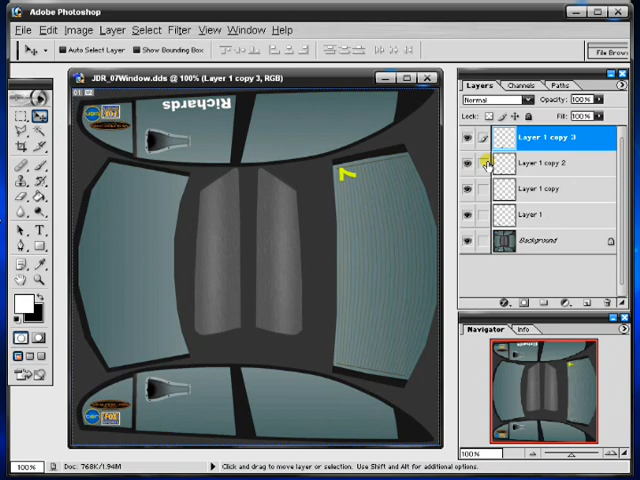 Adobe Photoshop
File Edit Image Layer Select Filter View Window Help
Auto Select Layer Show Bounding Box
File Brows
JDR_07Window.dds @ 100% (Layer 1 copy 3, RGB)
Richards
FOX
7
FOX
100%
Doc: 768K/1.94M
Click and drag to move layer or selection. Use Shift and Alt for additional options.
Layers Channels Paths
Normal Opacity: 100%
Lock: Fill: 100%
Layer 1 copy 3
Layer 1 copy 2
Layer 1 copy
Layer 1
Background
Navigator Info
100%